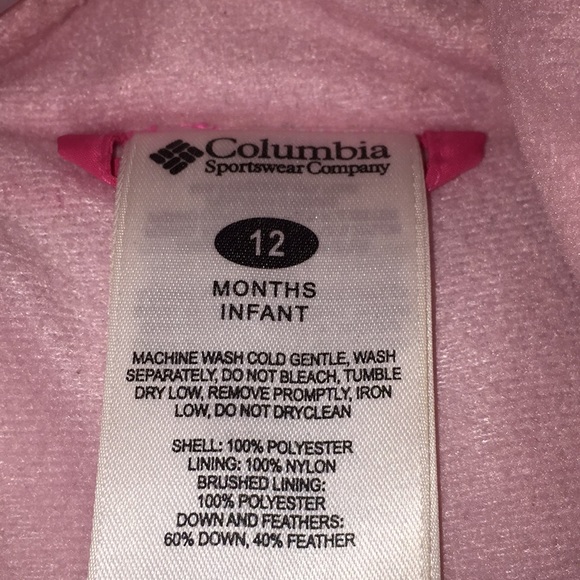 Columbia
Sportswear Company
12
MONTHS
INFANT
MACHINE WASH COLD GENTLE, WASH
SEPARATELY, DO NOT BLEACH, TUMBLE
DRY LOW, REMOVE PROMPTLY, IRON
LOW, DO NOT DRYCLEAN
SHELL: 100% POLYESTER
LINING: 100% NYLON
BRUSHED LINING:
100% POLYESTER
DOWN AND FEATHERS:
60% DOWN, 40% FEATHER